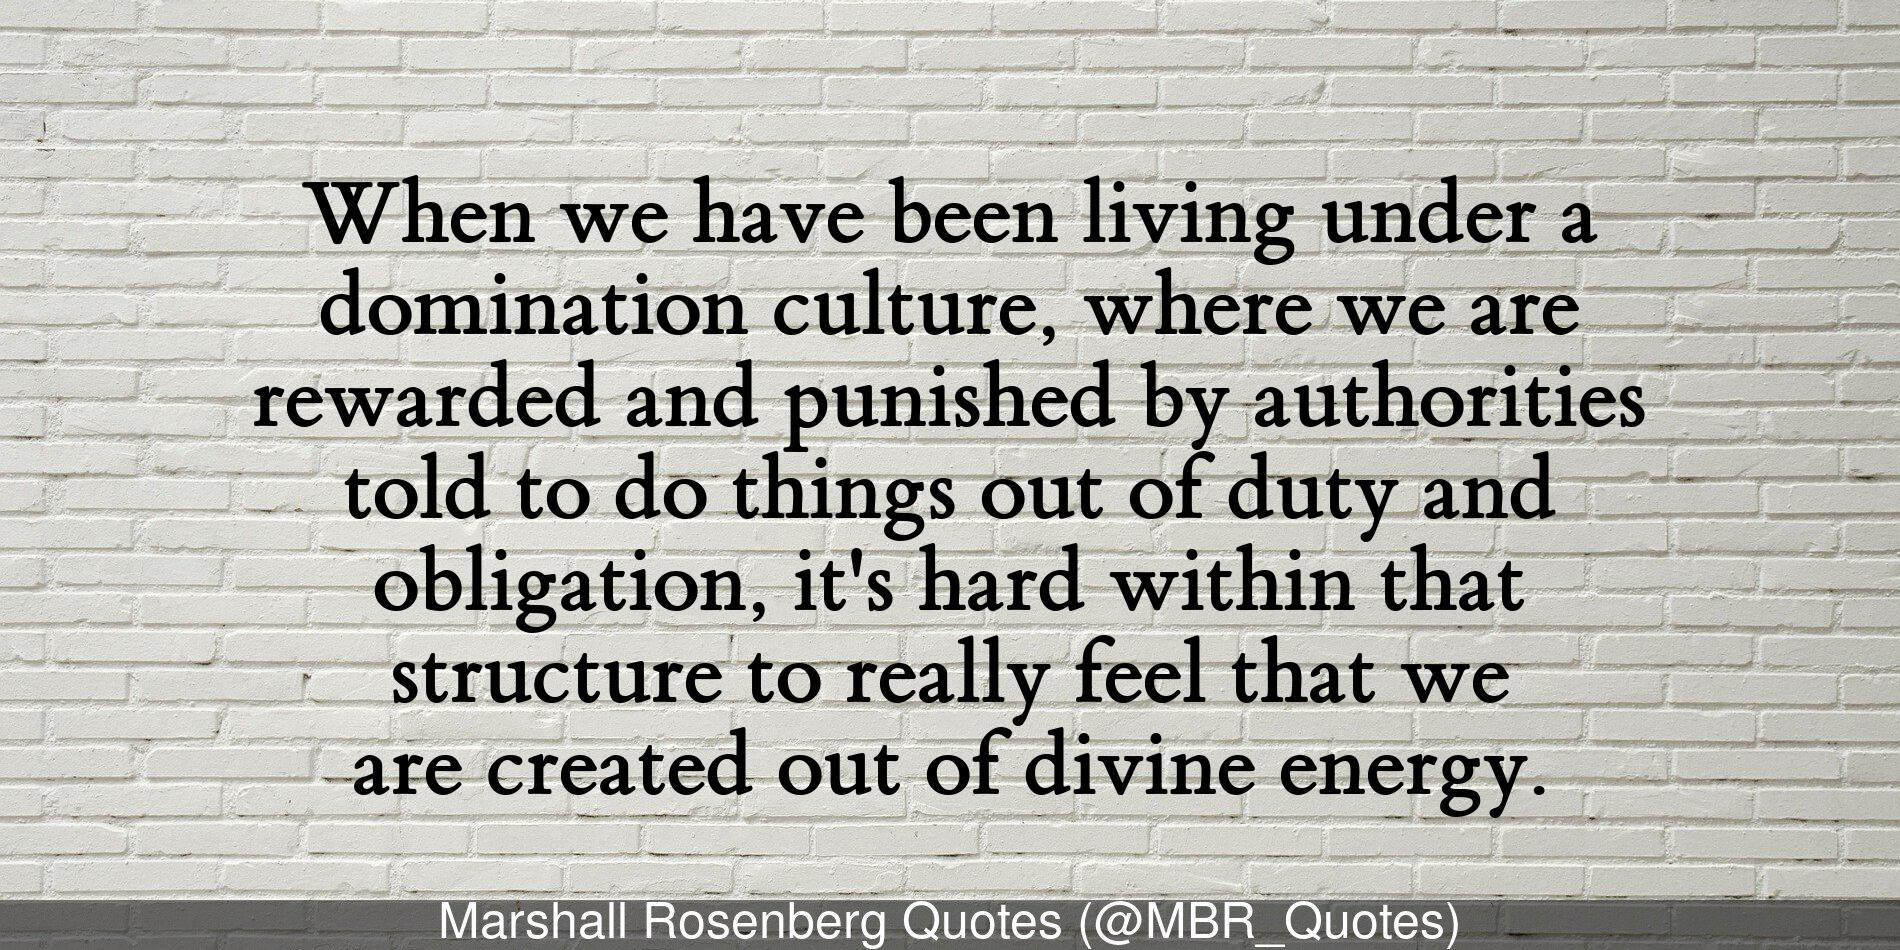 When we have been living under a
domination culture, where we are
rewarded and punished by authorities
told to do things out of duty and
obligation, it's hard within that
structure to really feel that we
are created out of divine energy.
Marshall Rosenberg Quotes (@MBR_Quotes)